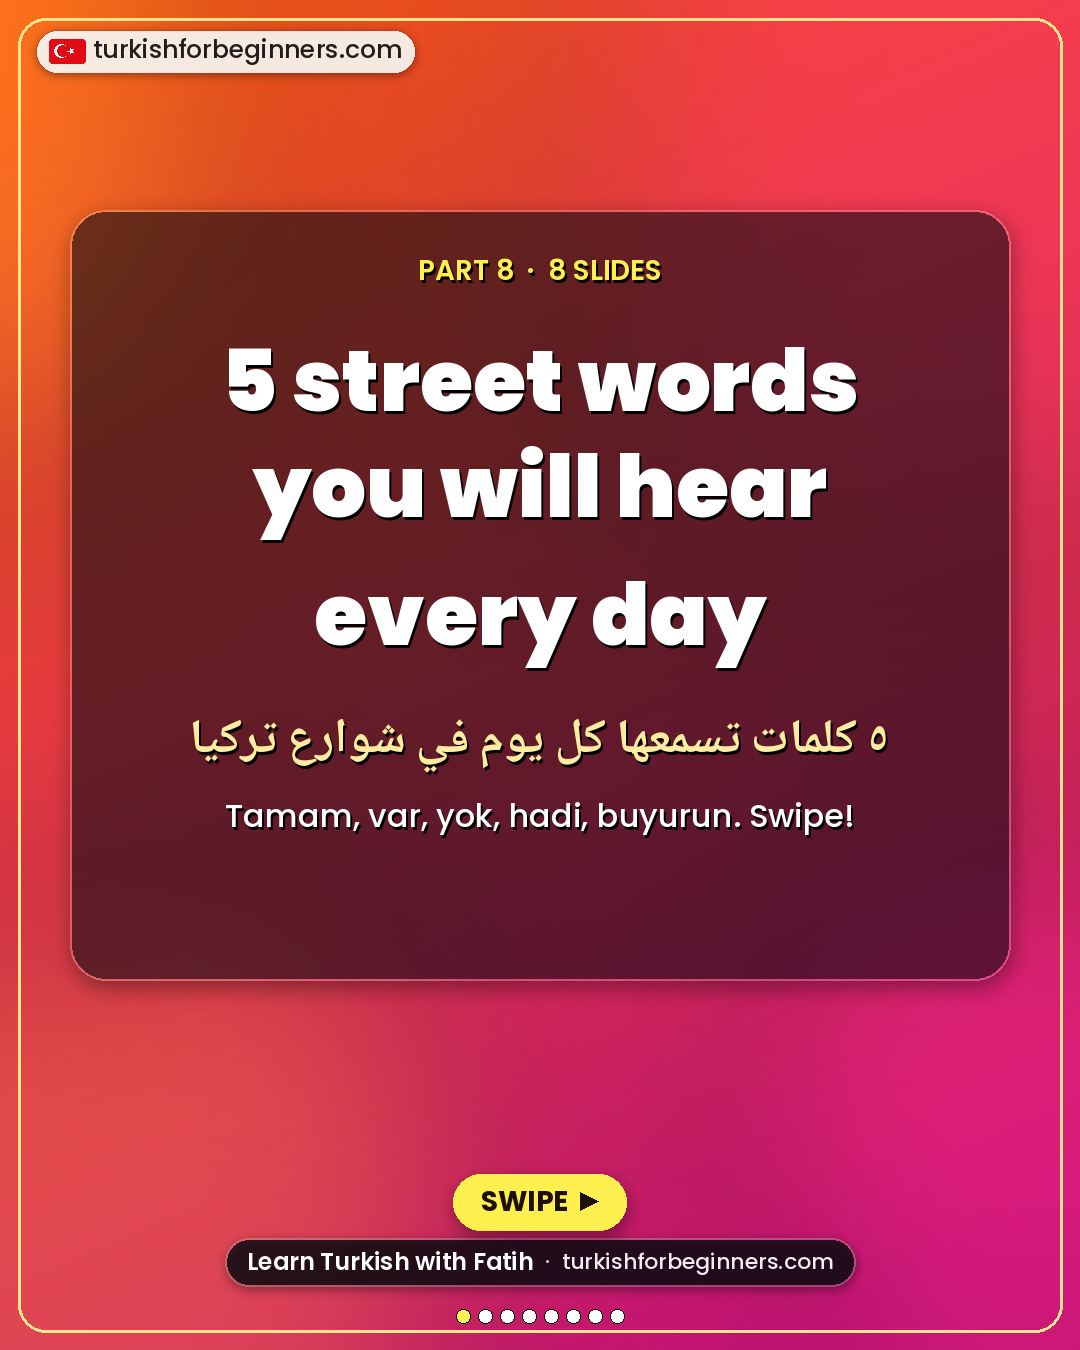 turkishforbeginners.com
PART 8 · 8 SLIDES
5 street words
you will hear
every day
٥ كلمات تسمعها كل يوم في شوارع تركيا
Tamam, var, yok, hadi, buyurun. Swipe!
SWIPE ▶
Learn Turkish with Fatih · turkishforbeginners.com